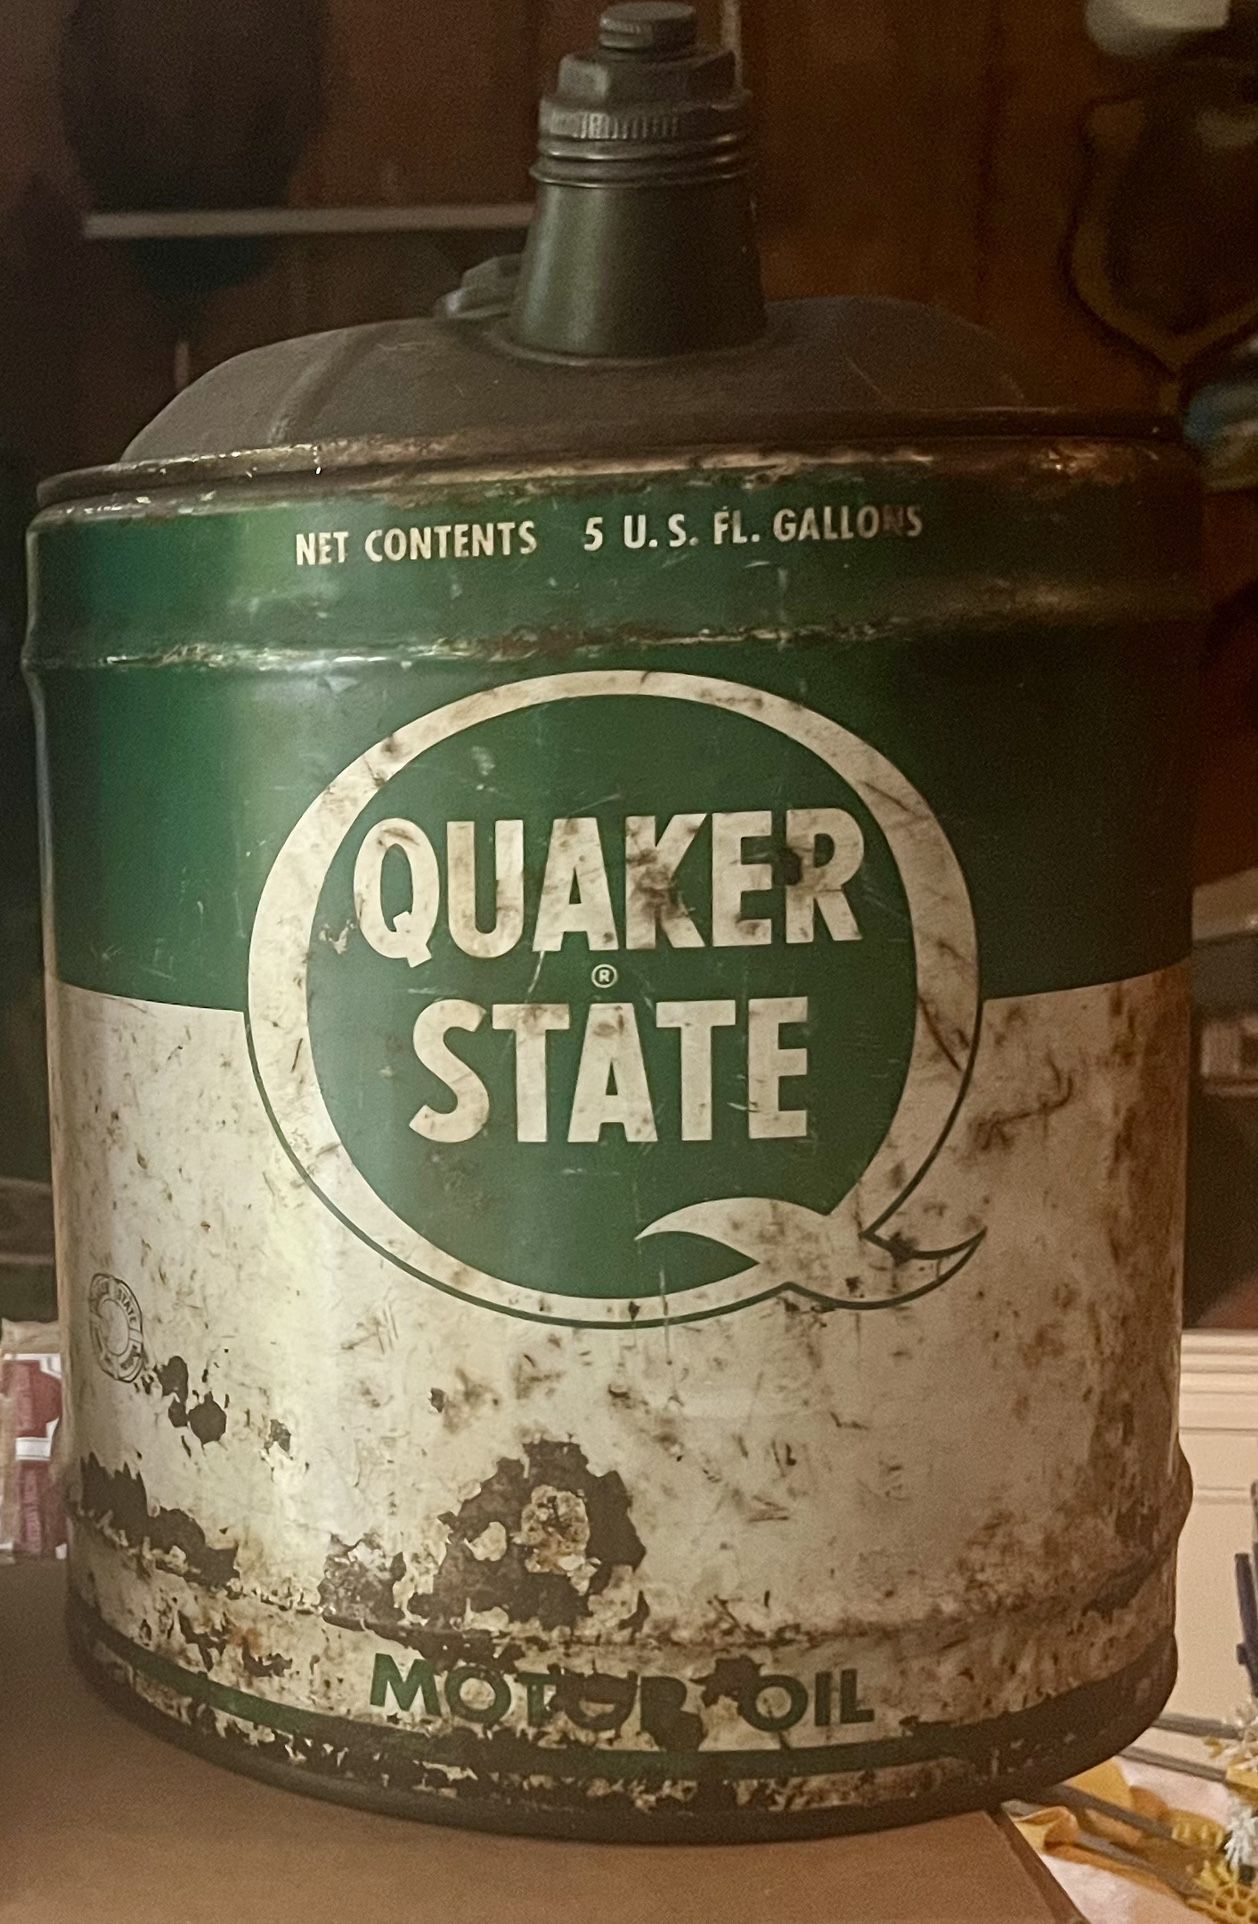 NET CONTENTS 5 U.S. FL. GALLONS
QUAKER
®
STATE
MOTOR OIL